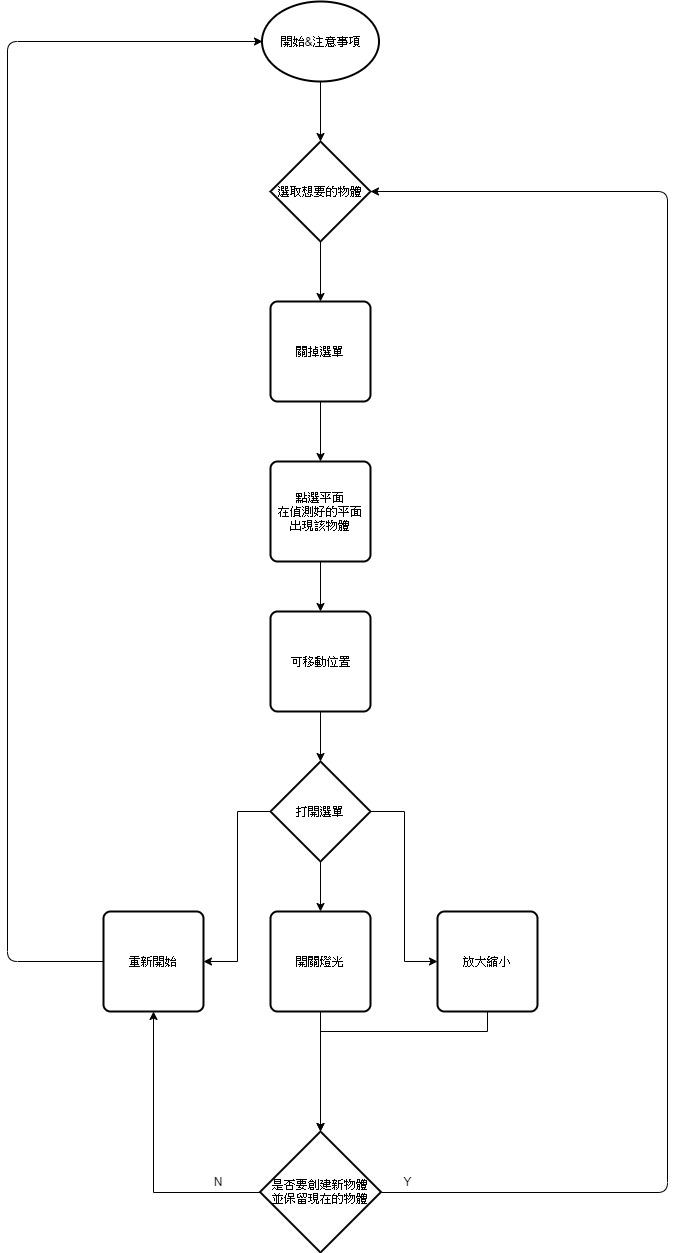 開始&注意事項
選取想要的物體
關掉選單
點選平面
在偵測好的平面
出現該物體
可移動位置
打開選單
重新開始
開關燈光
放大縮小
N
是否要創建新物體
並保留現在的物體
Y